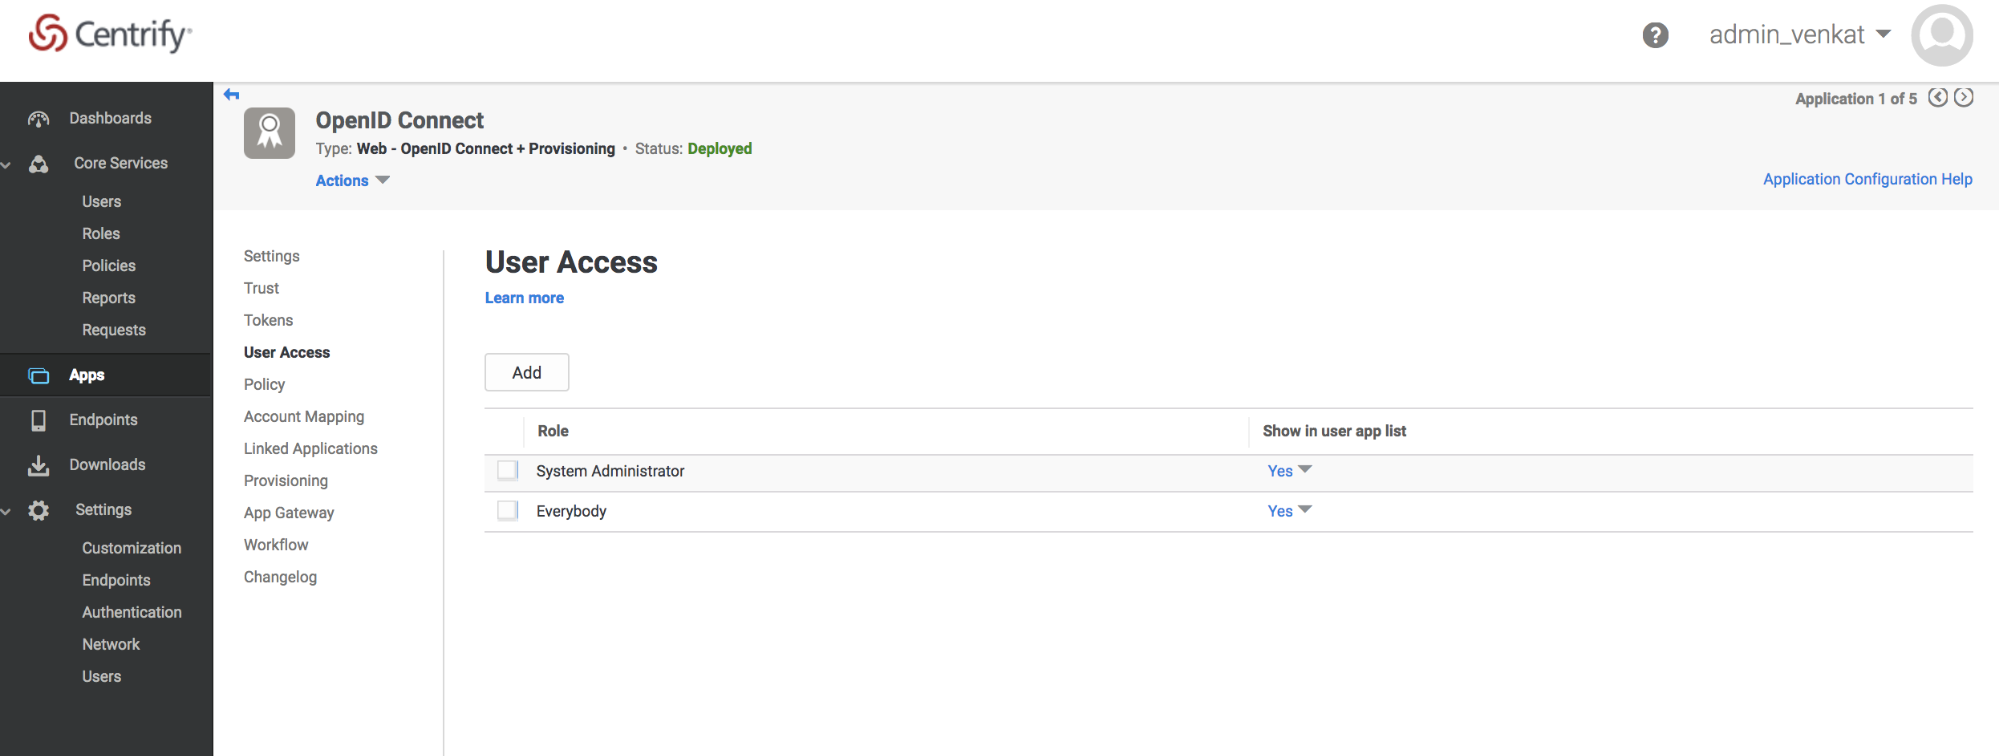 Centrify
? admin_venkat
Dashboards
Core Services
Users
Roles
Policies
Reports
Requests
Apps
Endpoints
Downloads
Settings
Customization
Endpoints
Authentication
Network
Users
OpenID Connect
Type: Web - OpenID Connect + Provisioning • Status: Deployed
Actions
Application 1 of 5
Application Configuration Help
Settings
Trust
Tokens
User Access
Policy
Account Mapping
Linked Applications
Provisioning
App Gateway
Workflow
Changelog
User Access
Learn more
Add
Role Show in user app list
System Administrator Yes
Everybody Yes